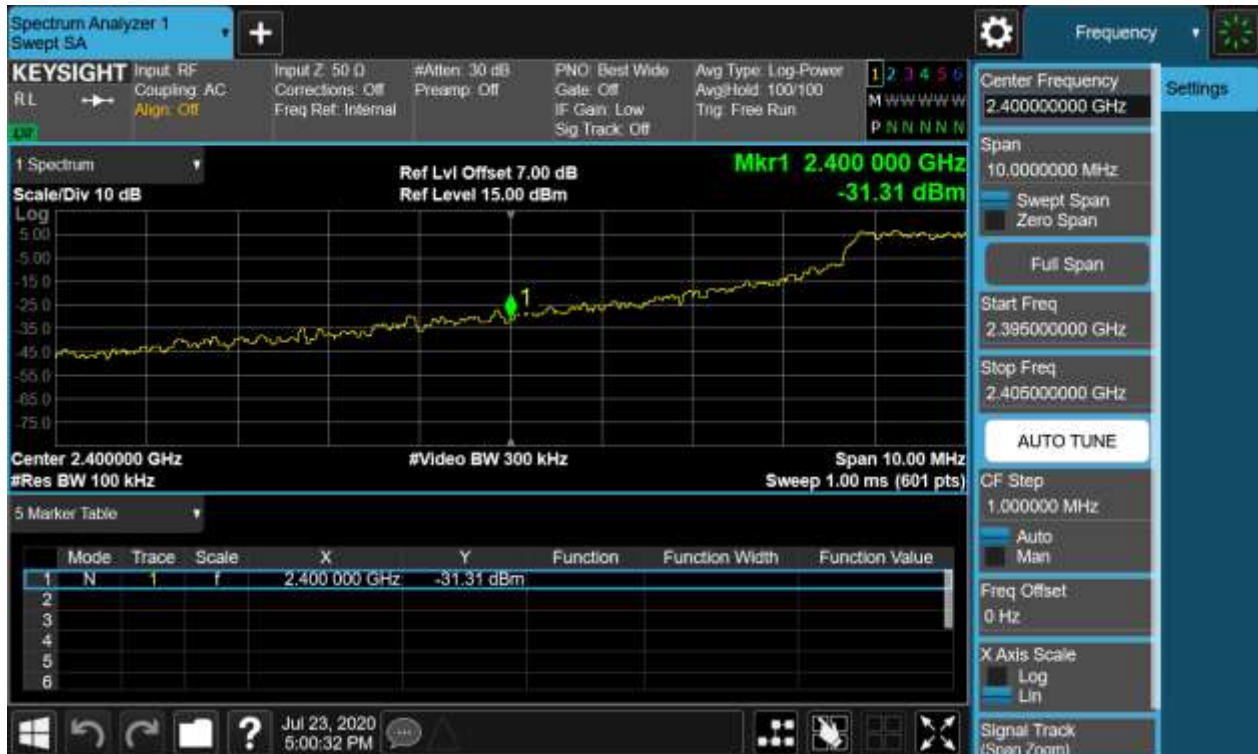 Spectrum Analyzer 1
Swept SA
+
Frequency
KEYSIGHT
RL
Input: RF
Coupling: AC
Align: Off
Input Z: 50 Ω
Corrections: Off
Freq Ref: Internal
#Atten: 30 dB
Preamp: Off
PNO: Best Wide
Gate: Off
IF Gain: Low
Sig Track: Off
Avg Type: Log-Power
Avg|Hold: 100/100
Trig: Free Run
1 2 3 4 5 6
M W W W W W
P N N N N N
Center Frequency
2.400000000 GHz
Settings
Span
10.0000000 MHz
Swept Span
Zero Span
Full Span
Start Freq
2.395000000 GHz
Stop Freq
2.405000000 GHz
AUTO TUNE
CF Step
1.000000 MHz
Auto
Man
Freq Offset
0 Hz
X Axis Scale
Log
Lin
Signal Track
(Span Zoom)
1 Spectrum
Scale/Div 10 dB
Ref Lvl Offset 7.00 dB
Ref Level 15.00 dBm
Mkr1 2.400 000 GHz
-31.31 dBm
Log
5.00
-5.00
-15.0
-25.0
-35.0
-45.0
-55.0
-65.0
-75.0
1
Center 2.400000 GHz
#Video BW 300 kHz
Span 10.00 MHz
#Res BW 100 kHz
Sweep 1.00 ms (601 pts)
5 Marker Table
Mode Trace Scale X Y Function Function Width Function Value
1 N 1 f 2.400 000 GHz -31.31 dBm
2
3
4
5
6
?
Jul 23, 2020
5:00:32 PM